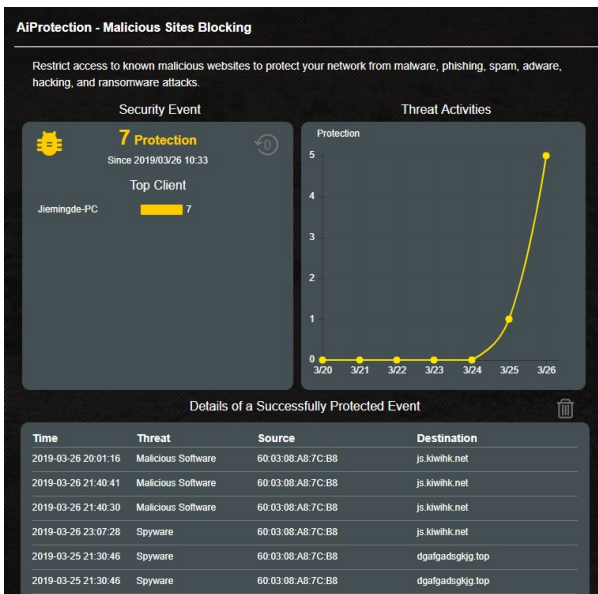 AiProtection - Malicious Sites Blocking
Restrict access to known malicious websites to protect your network from malware, phishing, spam, adware,
hacking, and ransomware attacks.
Security Event
7 Protection
0
Since 2019/03/26 10:33
Top Client
Jiemingde-PC 7
Threat Activities
Protection
5
4
3
2
1
0
3/20 3/21 3/22 3/23 3/24 3/25 3/26
Details of a Successfully Protected Event
Time Threat Source Destination
2019-03-26 20:01:16 Malicious Software 60:03:08:A8:7C:B8 js.kiwihk.net
2019-03-26 21:40:41 Malicious Software 60:03:08:A8:7C:B8 js.kiwihk.net
2019-03-26 21:40:30 Malicious Software 60:03:08:A8:7C:B8 js.kiwihk.net
2019-03-26 23:07:28 Spyware 60:03:08:A8:7C:B8 js.kiwihk.net
2019-03-25 21:30:46 Spyware 60:03:08:A8:7C:B8 dgafgadsgkjg.top
2019-03-25 21:30:46 Spyware 60:03:08:A8:7C:B8 dgafgadsgkjg.top